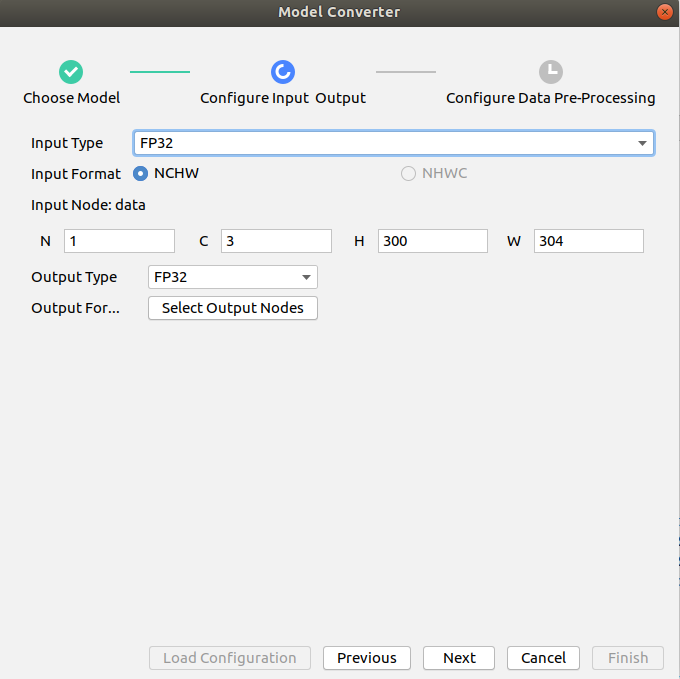 Model Converter
Choose Model
Configure Input Output
Configure Data Pre-Processing
Input Type FP32
Input Format NCHW NHWC
Input Node: data
N 1 C 3 H 300 W 304
Output Type FP32
Output For... Select Output Nodes
Load Configuration Previous Next Cancel Finish